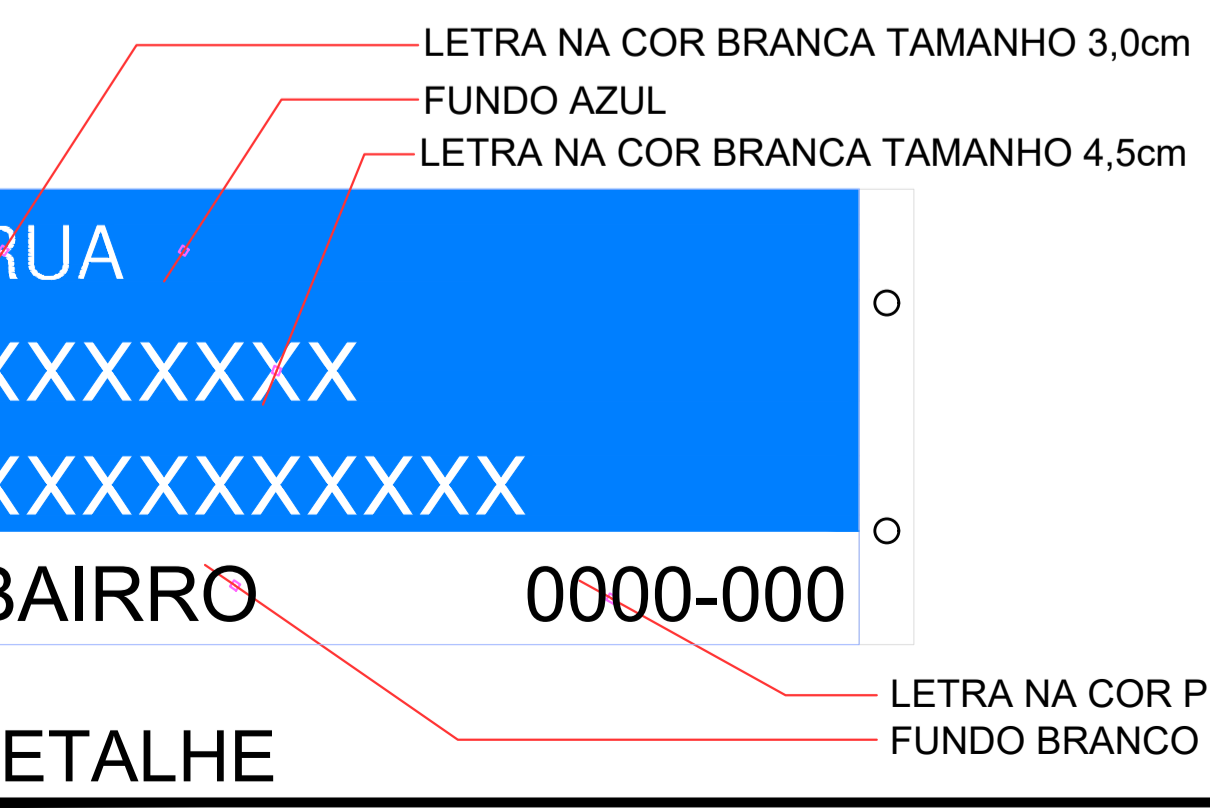 LETRA NA COR BRANCA TAMANHO 3,0cm
FUNDO AZUL
LETRA NA COR BRANCA TAMANHO 4,5cm
RUA
XXXXXXX
XXXXXXXXXX
BAIRRO 0000-000
LETRA NA COR P
FUNDO BRANCO
ETALHE